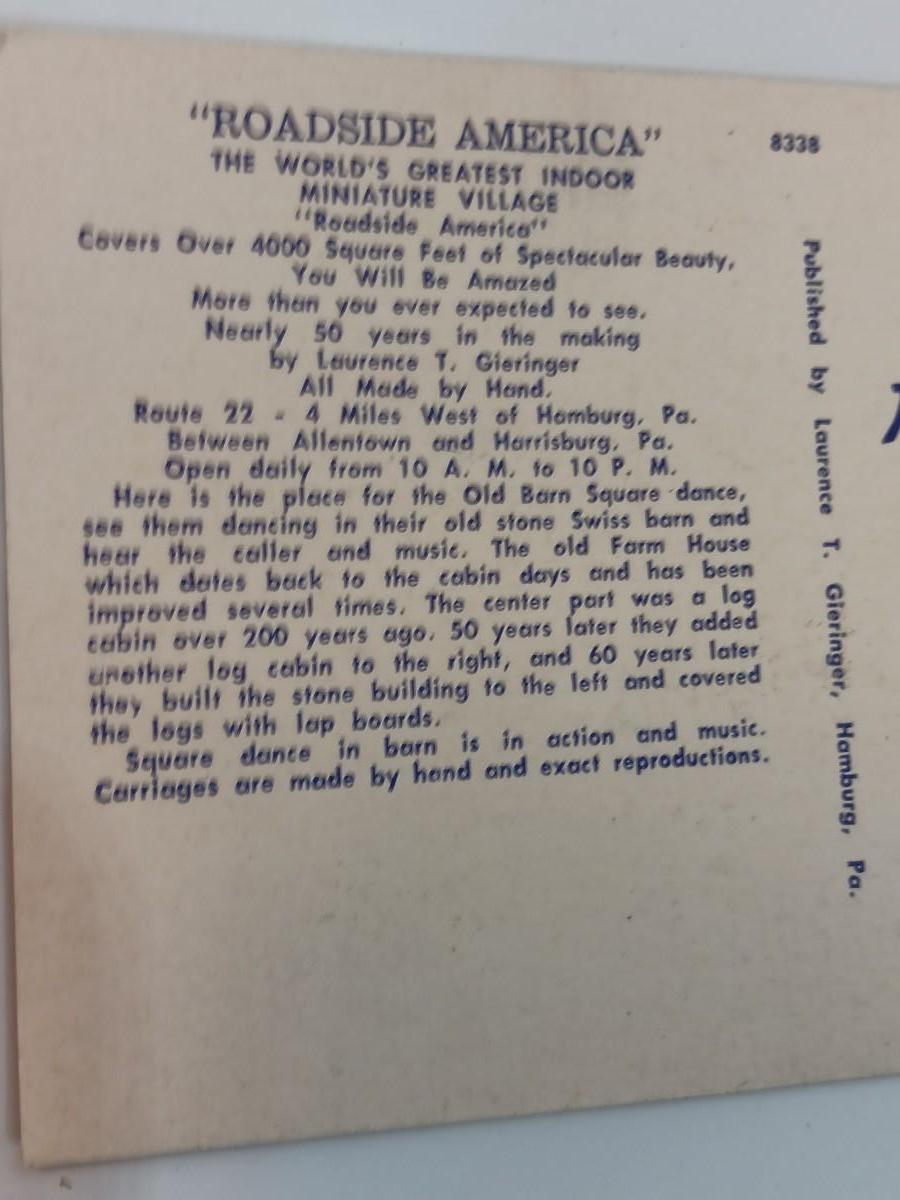 "ROADSIDE AMERICA"
8338
THE WORLD'S GREATEST INDOOR
MINIATURE VILLAGE
"Roadside America"
Covers Over 4000 Square Feet of Spectacular Beauty,
You Will Be Amazed
More than you ever expected to see.
Nearly 50 years in the making
by Laurence T. Gieringer
All Made by Hand.
Route 22 - 4 Miles West of Hamburg, Pa.
Between Allentown and Harrisburg, Pa.
Open daily from 10 A. M. to 10 P. M.
Here is the place for the Old Barn Square dance,
see them dancing in their old stone Swiss barn and
hear the caller and music. The old Farm House
which dates back to the cabin days and has been
improved several times. The center part was a log
cabin over 200 years ago. 50 years later they added
another log cabin to the right, and 60 years later
they built the stone building to the left and covered
the logs with lap boards.
Square dance in barn is in action and music.
Carriages are made by hand and exact reproductions.
Published by Laurence T. Gieringer, Hamburg, Pa.